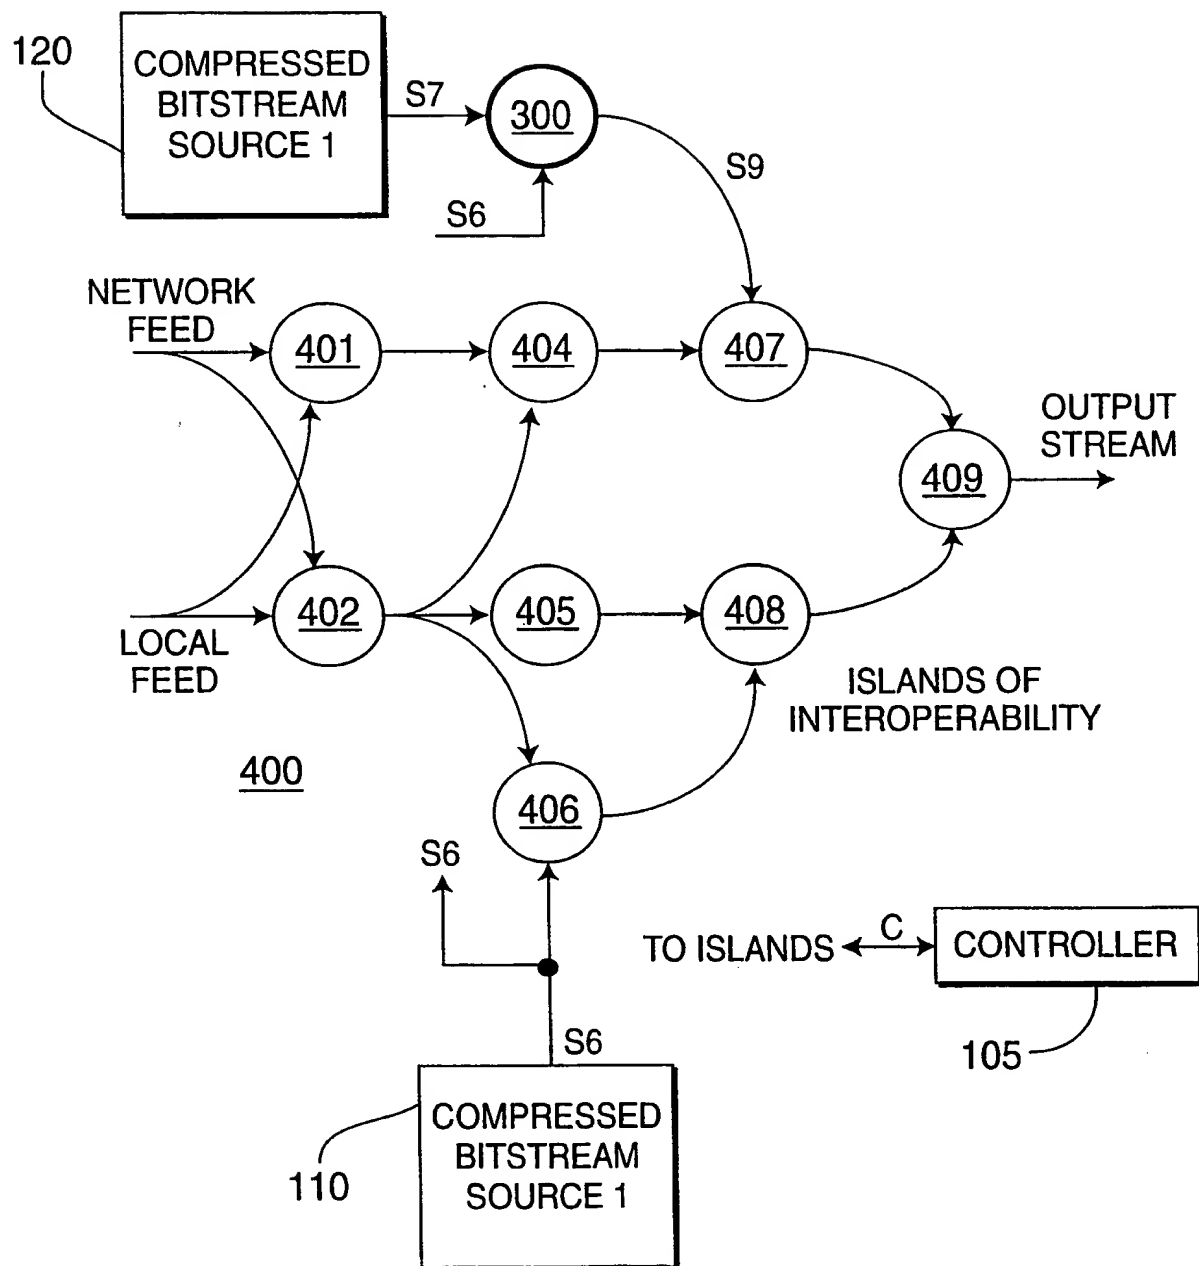 120
COMPRESSED
BITSTREAM
SOURCE 1
S7
300
S9
S6
NETWORK
FEED
401
404
407
OUTPUT
STREAM
409
402
405
408
LOCAL
FEED
ISLANDS OF
INTEROPERABILITY
400
406
S6
TO ISLANDS
C
CONTROLLER
105
S6
COMPRESSED
BITSTREAM
SOURCE 1
110